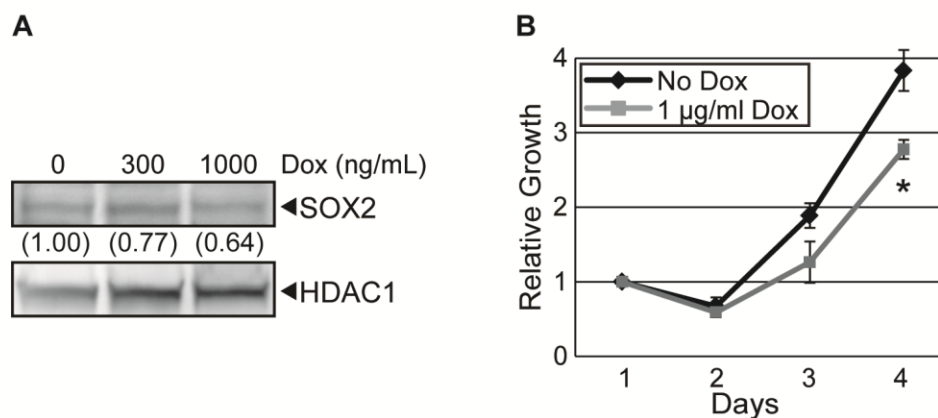 A
0 300 1000 Dox (ng/mL)
SOX2
(1.00) (0.77) (0.64)
HDAC1
B
Relative Growth
4
3
2
1
0
No Dox
1 µg/ml Dox
*
1 2 3 4
Days